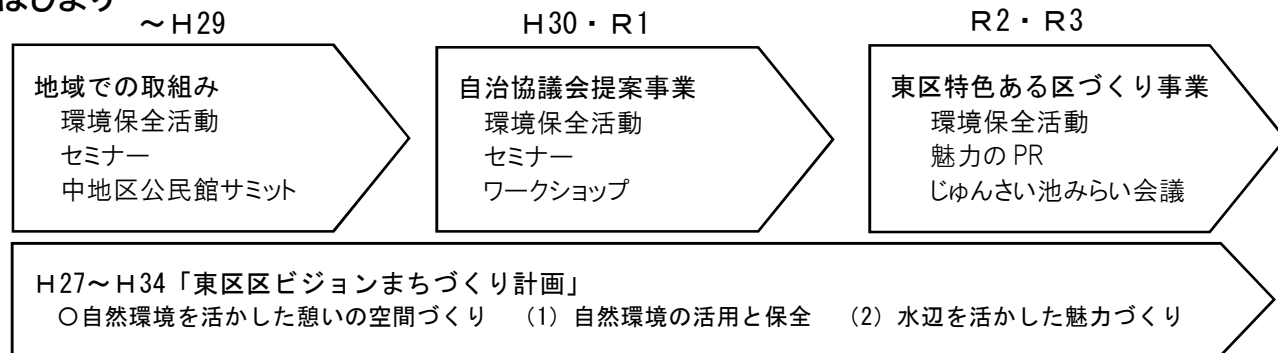 ～H29
H30・R1
R2・R3
地域での取組み
環境保全活動
セミナー
中地区公民館サミット
自治協議会提案事業
環境保全活動
セミナー
ワークショップ
東区特色ある区づくり事業
環境保全活動
魅力のPR
じゅんさい池みらい会議
H27～H34「東区区ビジョンまちづくり計画」
○自然環境を活かした憩いの空間づくり　(1) 自然環境の活用と保全　(2) 水辺を活かした魅力づくり